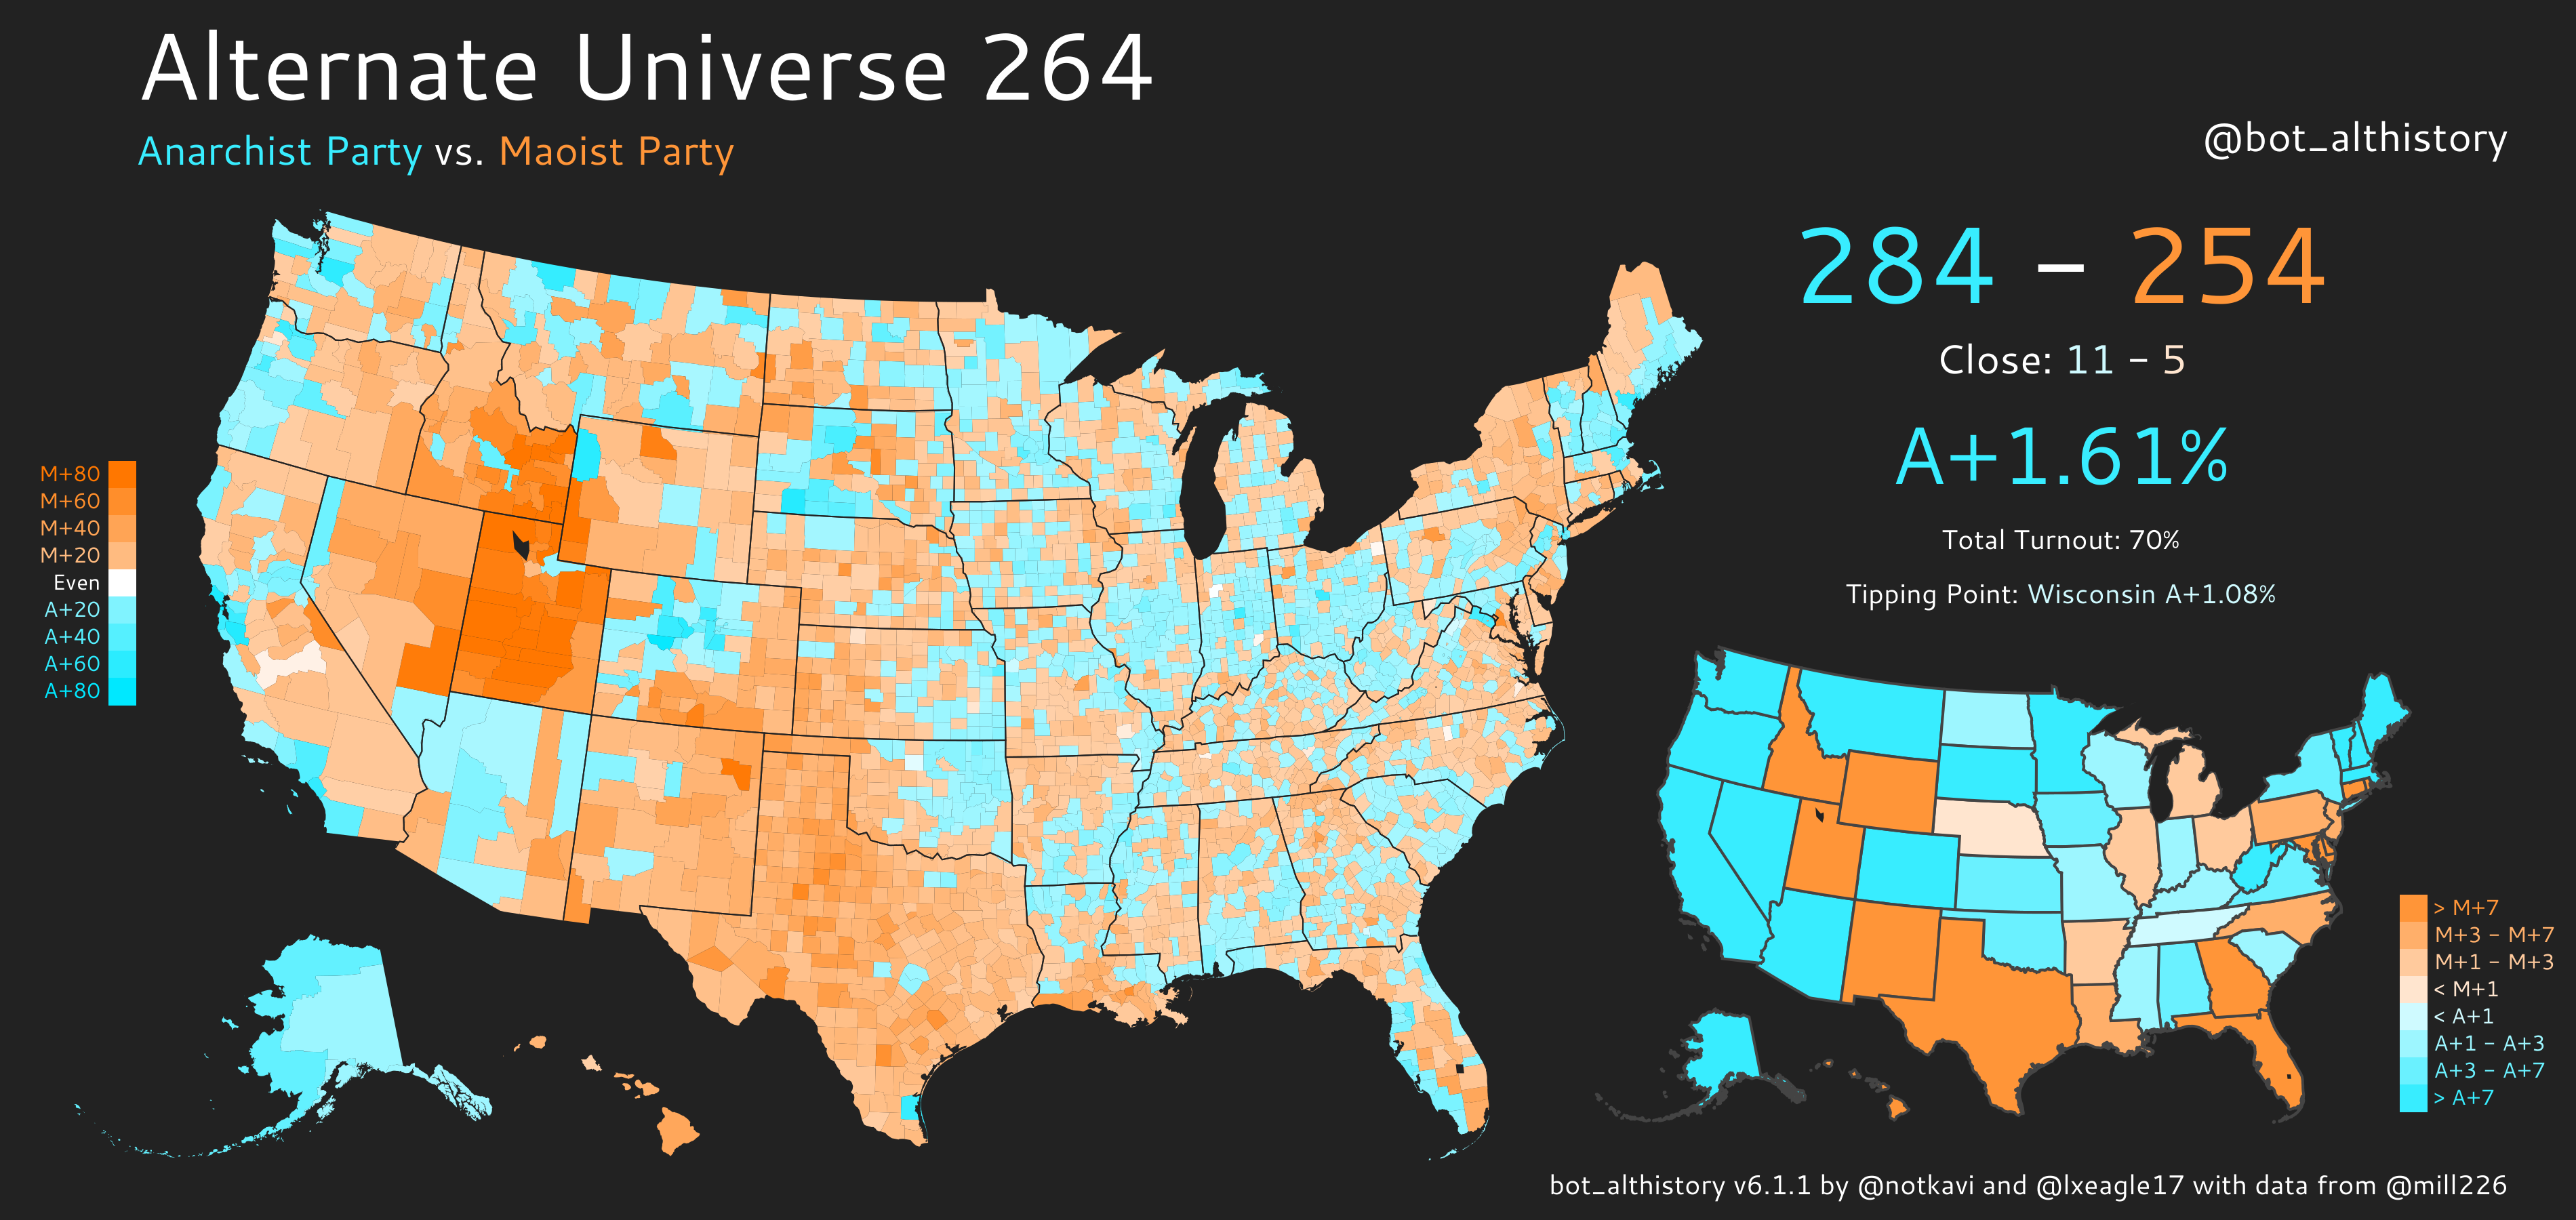 Alternate Universe 264
Anarchist Party vs. Maoist Party
@bot_althistory
284 – 254
Close: 11 – 5
A+1.61%
Total Turnout: 70%
Tipping Point: Wisconsin A+1.08%
M+80
M+60
M+40
M+20
Even
A+20
A+40
A+60
A+80
> M+7
M+3 – M+7
M+1 – M+3
< M+1
< A+1
A+1 – A+3
A+3 – A+7
> A+7
bot_althistory v6.1.1 by @notkavi and @lxeagle17 with data from @mill226